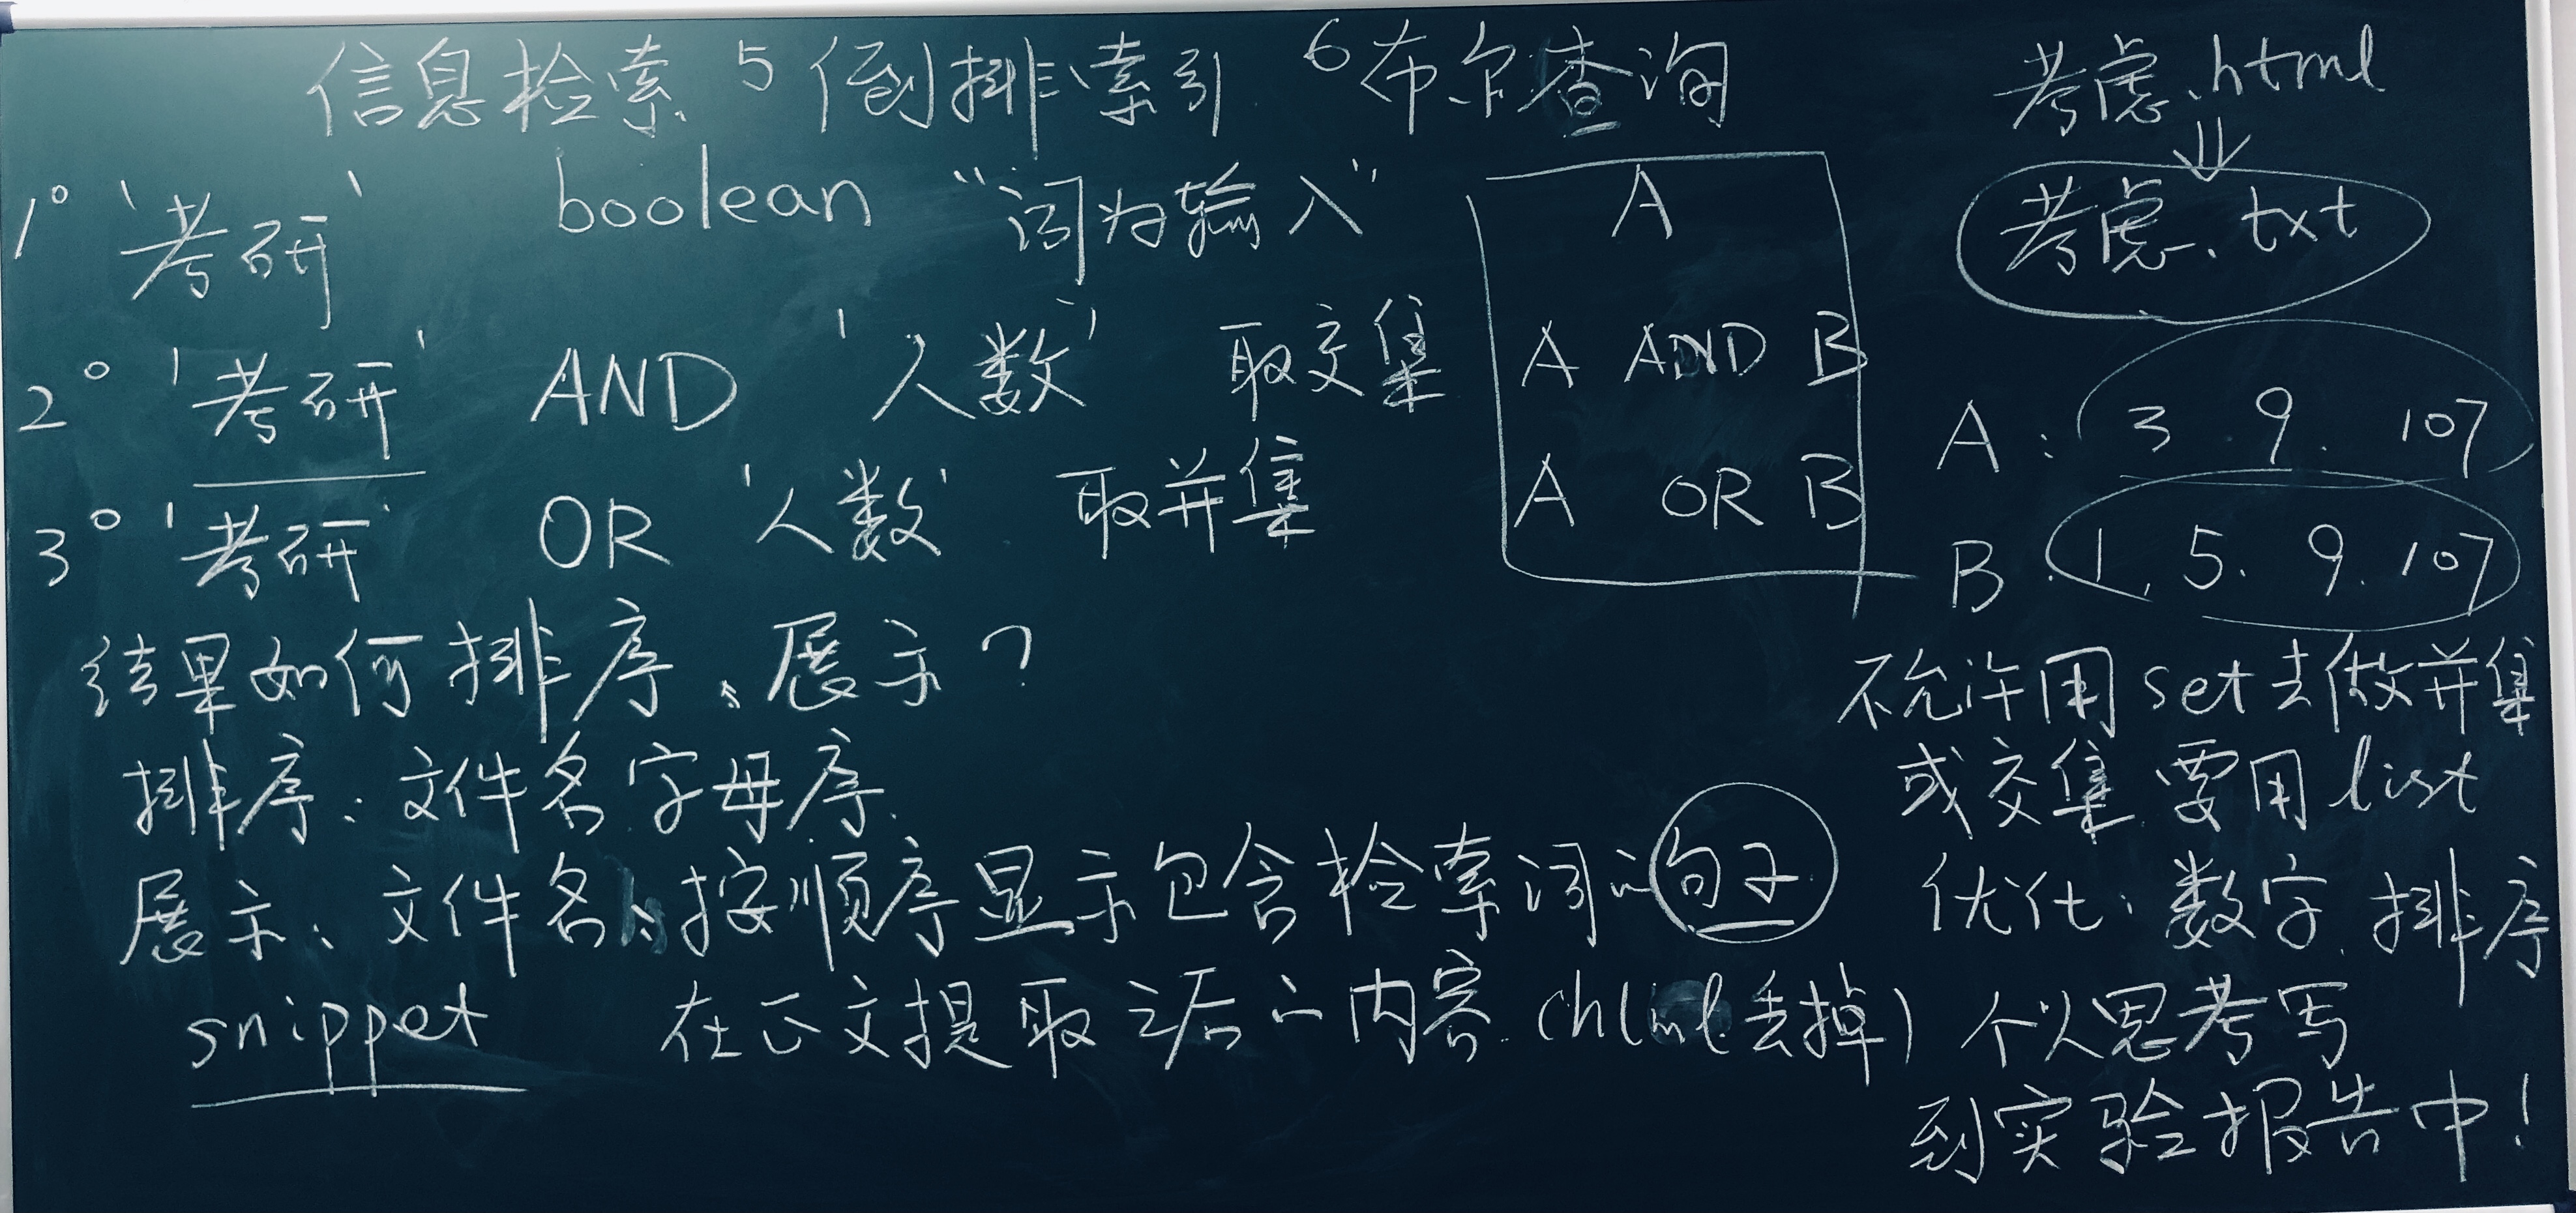 信息检索 5 倒排索引 6 布尔查询
1° '考研' boolean “词为输入”
2° '考研' AND '人数' 取交集
3° '考研' OR '人数' 取并集
A
A AND B
A OR B
结果如何排序、展示？
排序：文件名字母序.
展示：文件名、按顺序显示包含检索词的句子
snippet 在正文提取之后的内容.(html丢掉)
考虑.html
⇓
考虑.txt
A：3 9. 107
B 1. 5. 9. 107
不允许用set去做并集
或交集.要用list
优化：数字.排序
个人思考写
到实验报告中！